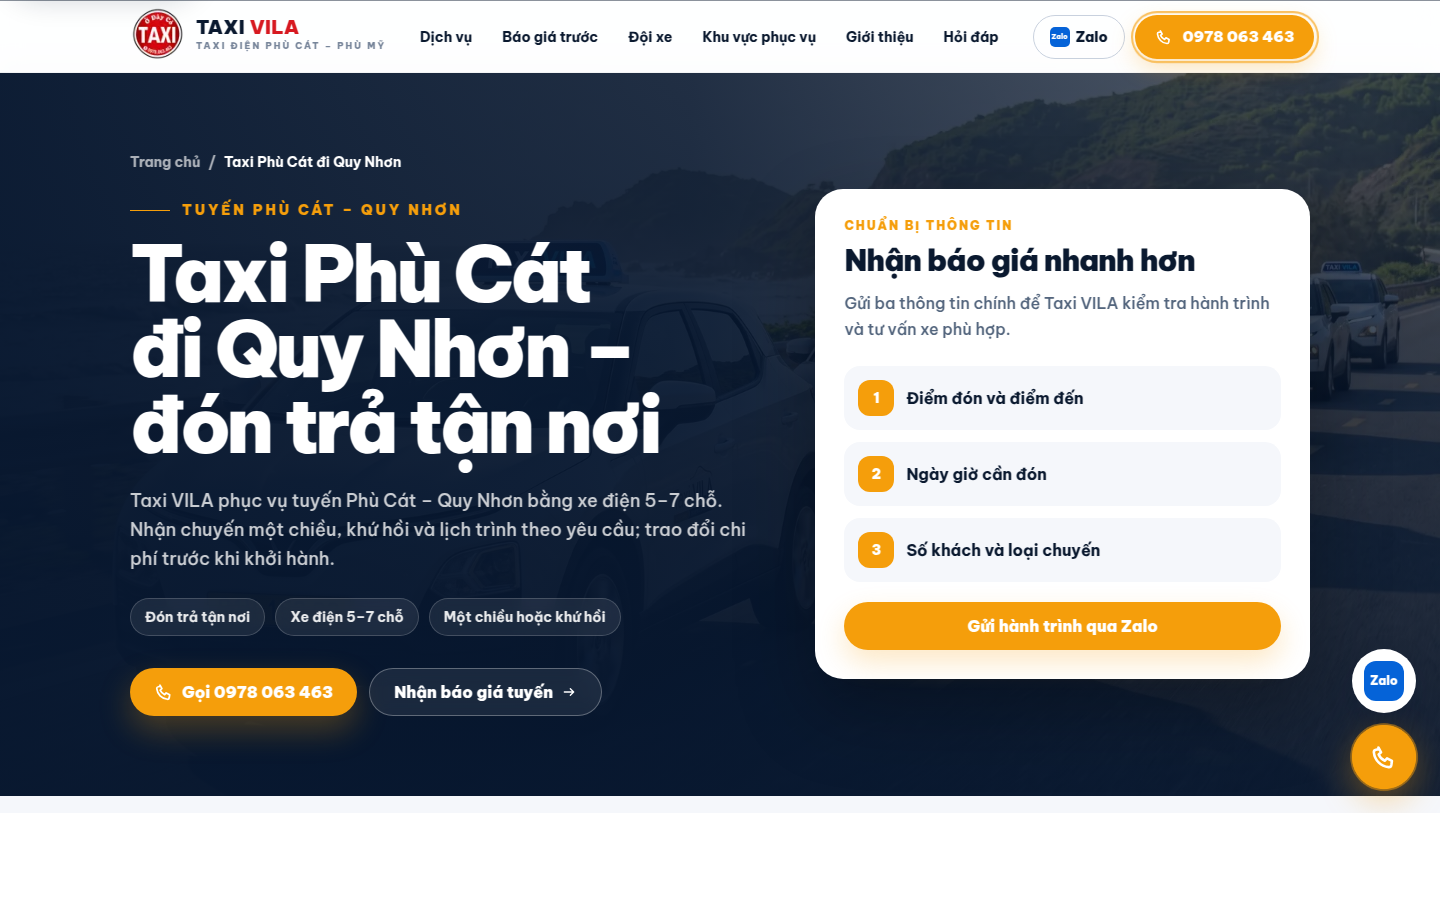 TAXI
TAXI VILA
TAXI ĐIỆN PHÙ CÁT – PHÙ MỸ
Dịch vụ
Báo giá trước
Đội xe
Khu vực phục vụ
Giới thiệu
Hỏi đáp
Zalo Zalo
0978 063 463
Trang chủ / Taxi Phù Cát đi Quy Nhơn
TUYẾN PHÙ CÁT – QUY NHƠN
Taxi Phù Cát
đi Quy Nhơn –
đón trả tận nơi
Taxi VILA phục vụ tuyến Phù Cát – Quy Nhơn bằng xe điện 5–7 chỗ.
Nhận chuyến một chiều, khứ hồi và lịch trình theo yêu cầu; trao đổi chi
phí trước khi khởi hành.
Đón trả tận nơi
Xe điện 5–7 chỗ
Một chiều hoặc khứ hồi
Gọi 0978 063 463
Nhận báo giá tuyến →
CHUẨN BỊ THÔNG TIN
Nhận báo giá nhanh hơn
Gửi ba thông tin chính để Taxi VILA kiểm tra hành trình
và tư vấn xe phù hợp.
1 Điểm đón và điểm đến
2 Ngày giờ cần đón
3 Số khách và loại chuyến
Gửi hành trình qua Zalo
Zalo